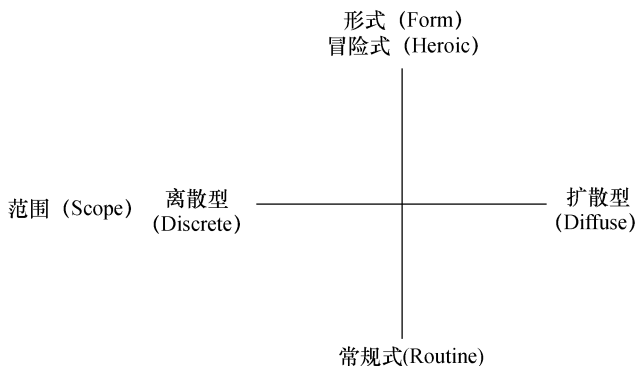 形式（Form）
冒险式（Heroic）
范围（Scope）
离散型
(Discrete）
扩散型
(Diffuse）
常规式(Routine)